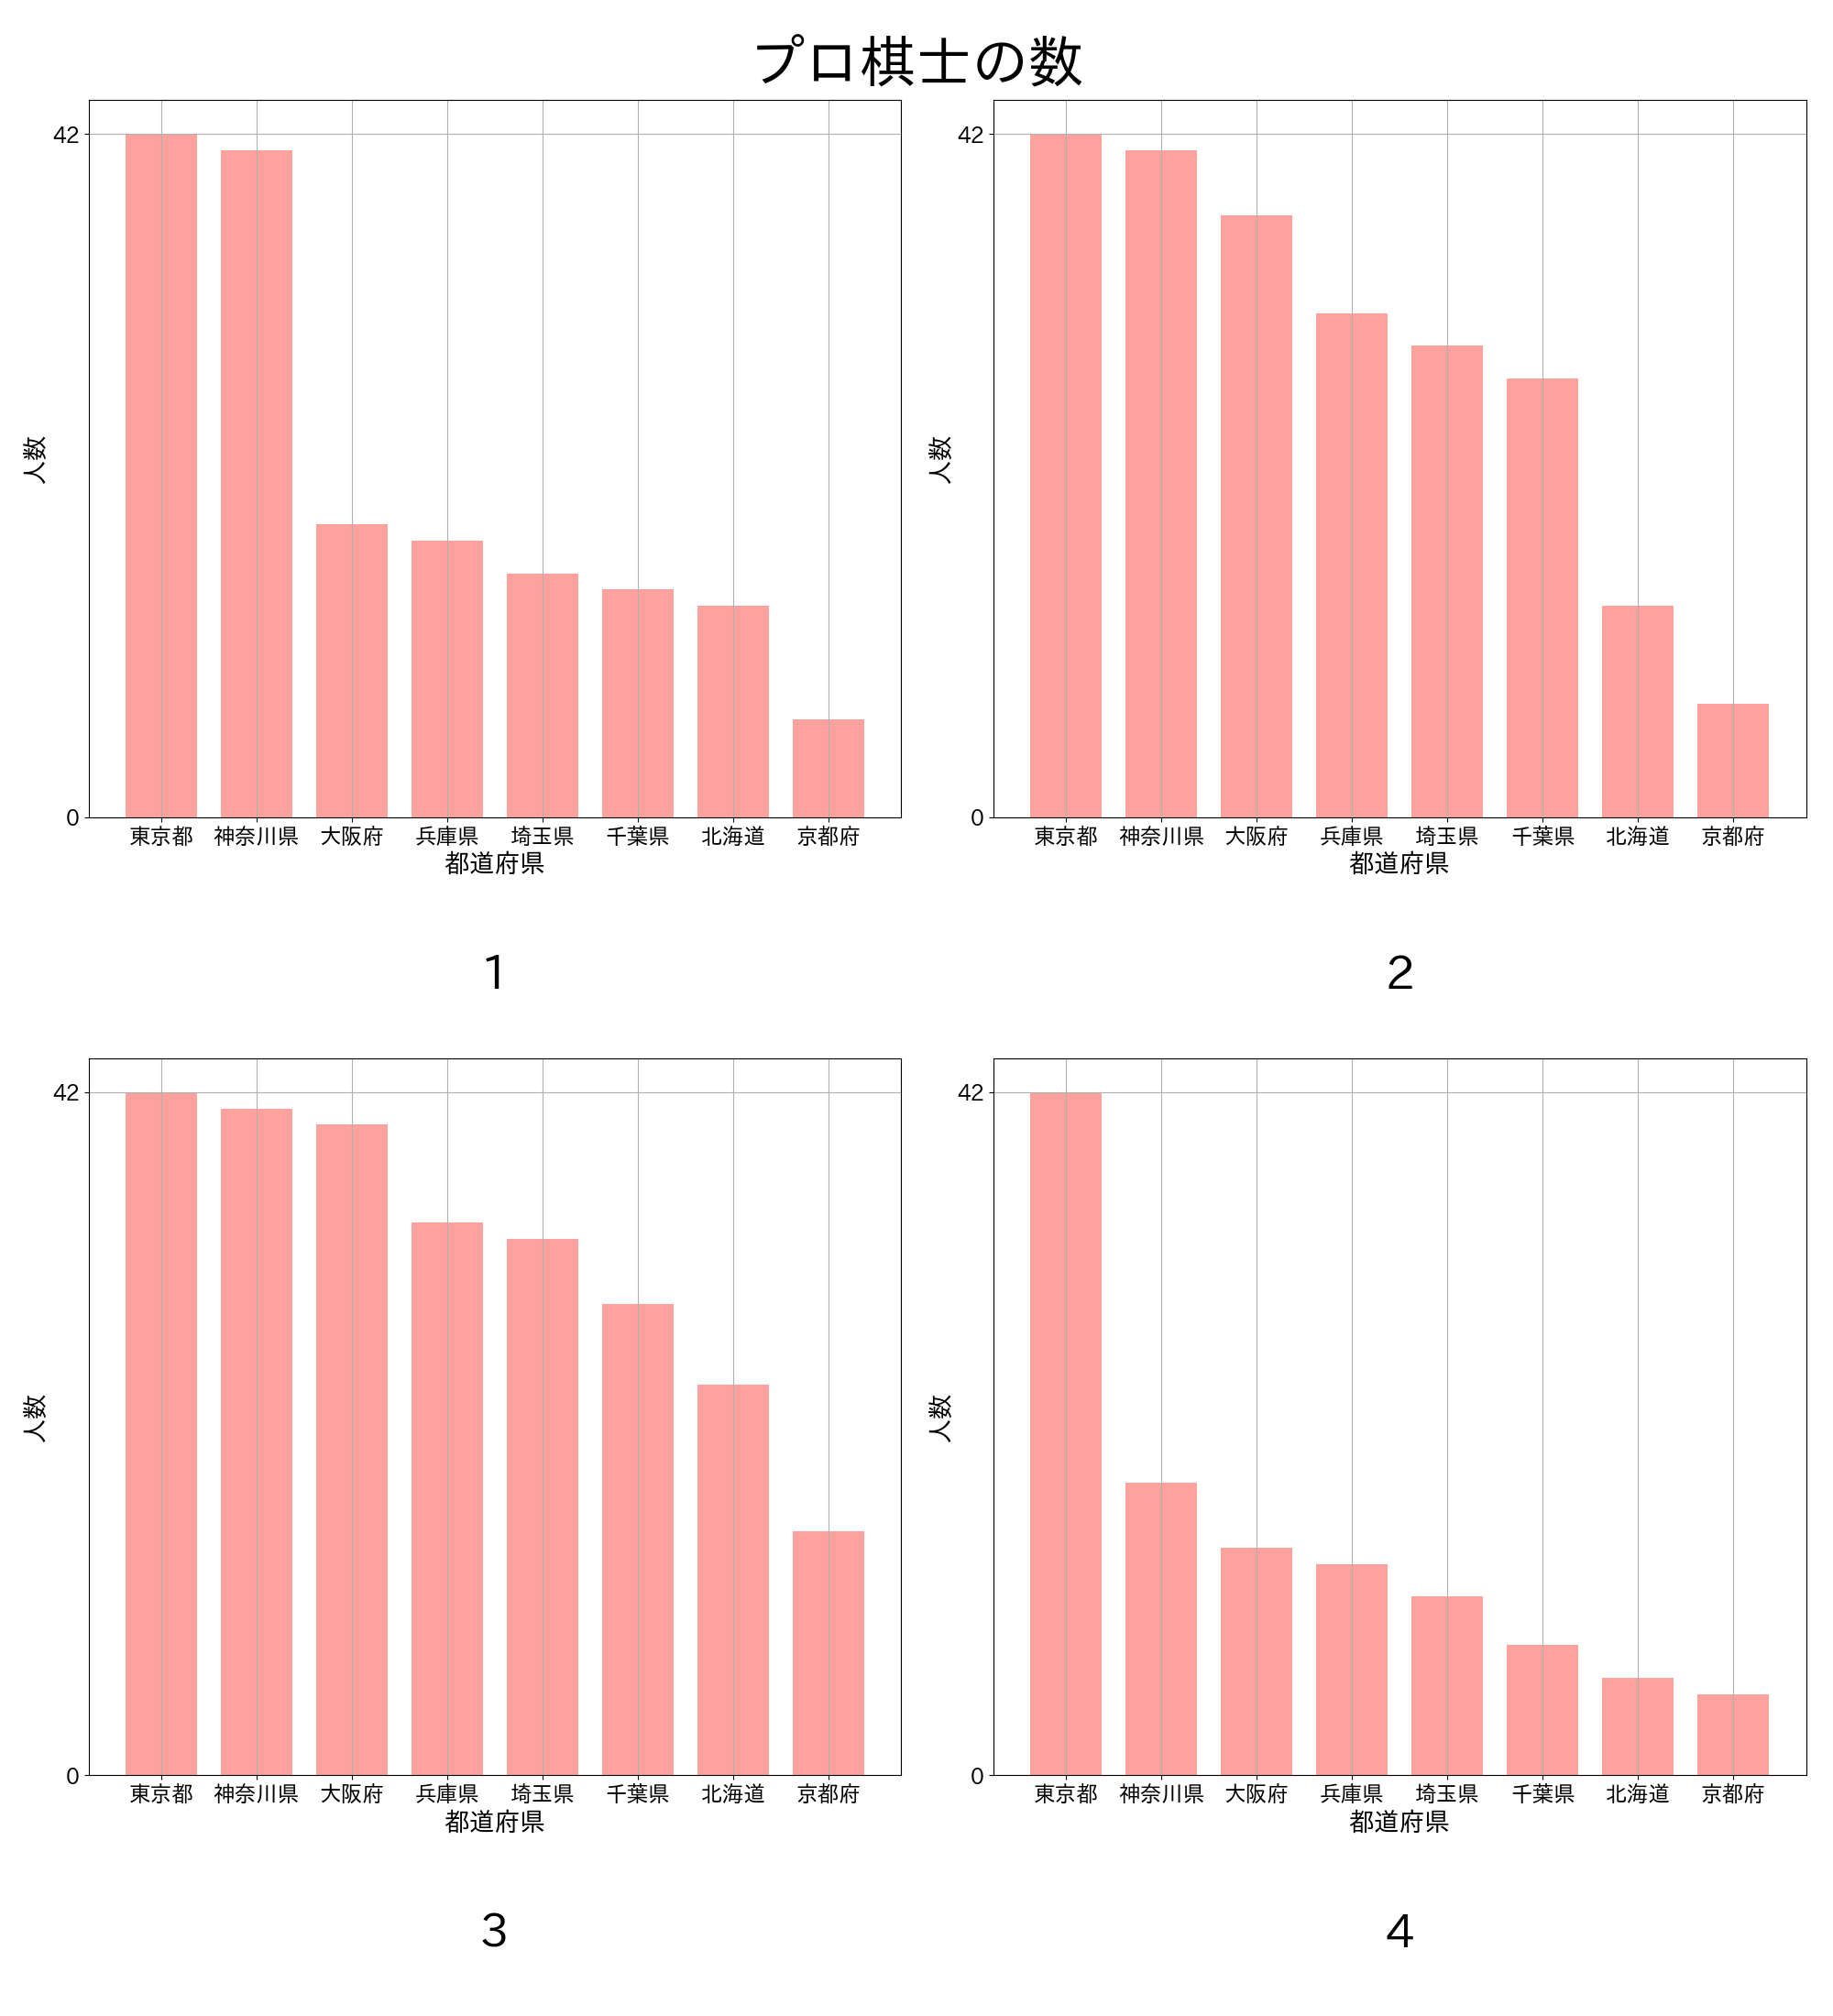 プロ棋士の数
42
0
人数
東京都 神奈川県 大阪府 兵庫県 埼玉県 千葉県 北海道 京都府
都道府県
1
42
0
人数
東京都 神奈川県 大阪府 兵庫県 埼玉県 千葉県 北海道 京都府
都道府県
2
42
0
人数
東京都 神奈川県 大阪府 兵庫県 埼玉県 千葉県 北海道 京都府
都道府県
3
42
0
人数
東京都 神奈川県 大阪府 兵庫県 埼玉県 千葉県 北海道 京都府
都道府県
4